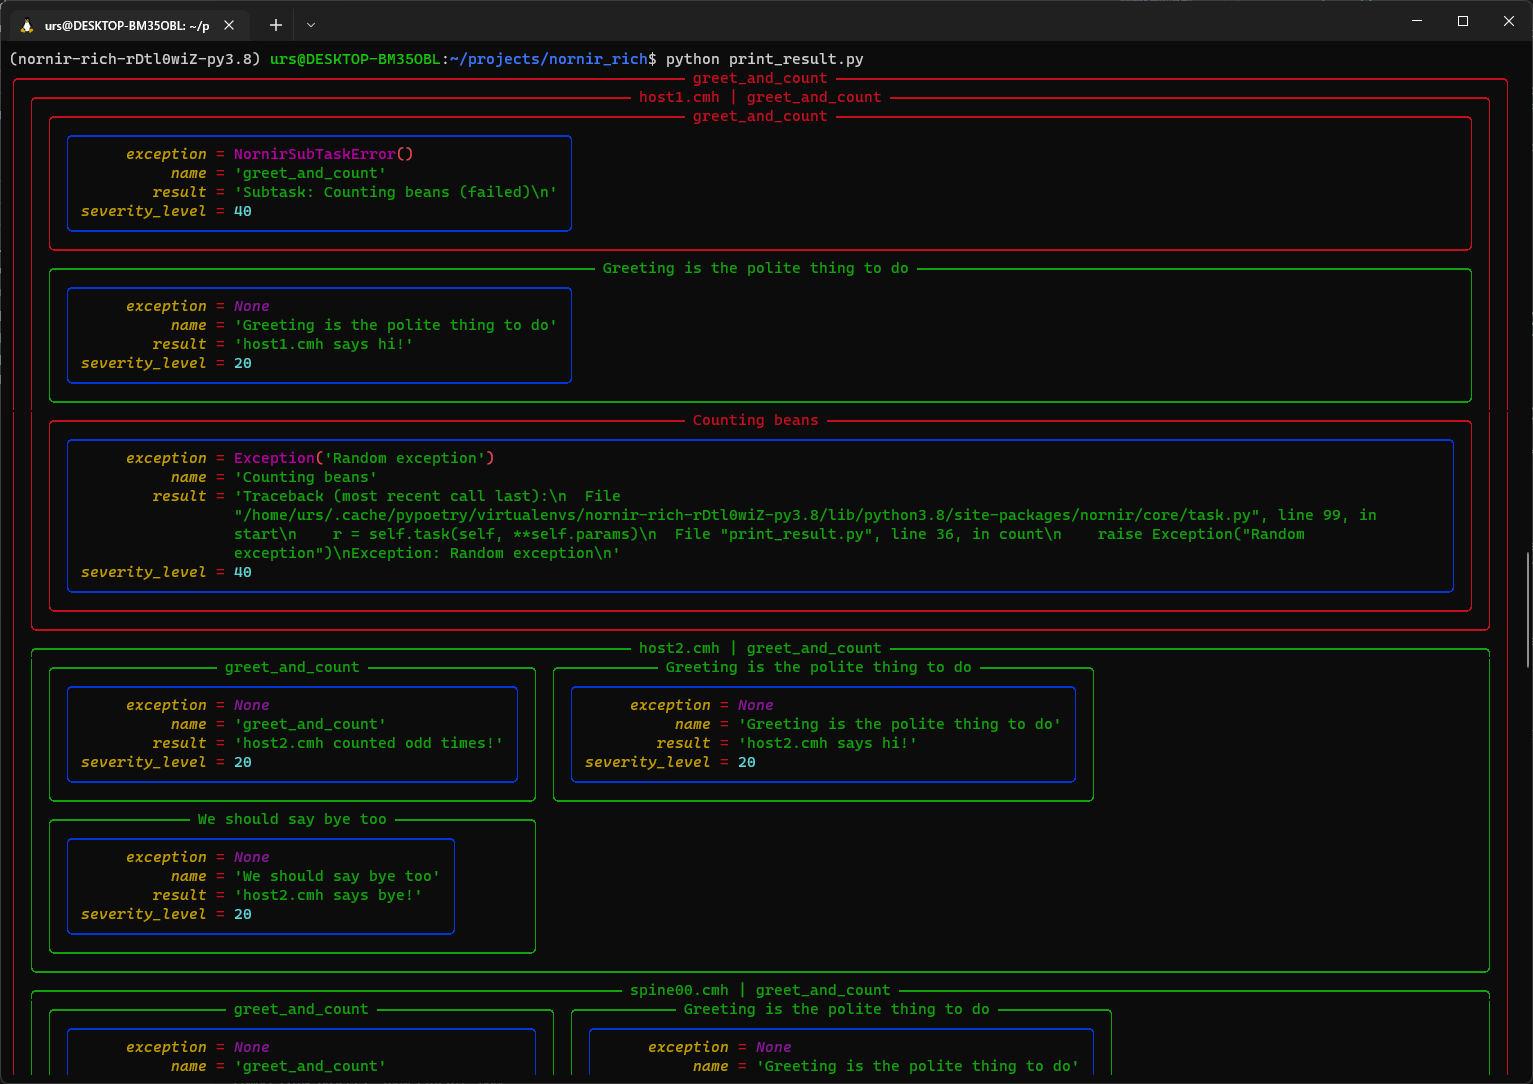 urs@DESKTOP-BM35OBL: ~/p
(nornir-rich-rDtl0wiZ-py3.8) urs@DESKTOP-BM35OBL:~/projects/nornir_rich$ python print_result.py
greet_and_count
host1.cmh | greet_and_count
greet_and_count
exception = NornirSubTaskError()
name = 'greet_and_count'
result = 'Subtask: Counting beans (failed)\n'
severity_level = 40
Greeting is the polite thing to do
exception = None
name = 'Greeting is the polite thing to do'
result = 'host1.cmh says hi!'
severity_level = 20
Counting beans
exception = Exception('Random exception')
name = 'Counting beans'
result = 'Traceback (most recent call last):\n  File
"/home/urs/.cache/pypoetry/virtualenvs/nornir-rich-rDtl0wiZ-py3.8/lib/python3.8/site-packages/nornir/core/task.py", line 99, in
start\n    r = self.task(self, **self.params)\n  File "print_result.py", line 36, in count\n    raise Exception("Random
exception")\nException: Random exception\n'
severity_level = 40
host2.cmh | greet_and_count
greet_and_count
exception = None
name = 'greet_and_count'
result = 'host2.cmh counted odd times!'
severity_level = 20
Greeting is the polite thing to do
exception = None
name = 'Greeting is the polite thing to do'
result = 'host2.cmh says hi!'
severity_level = 20
We should say bye too
exception = None
name = 'We should say bye too'
result = 'host2.cmh says bye!'
severity_level = 20
spine00.cmh | greet_and_count
greet_and_count
exception = None
name = 'greet_and_count'
Greeting is the polite thing to do
exception = None
name = 'Greeting is the polite thing to do'